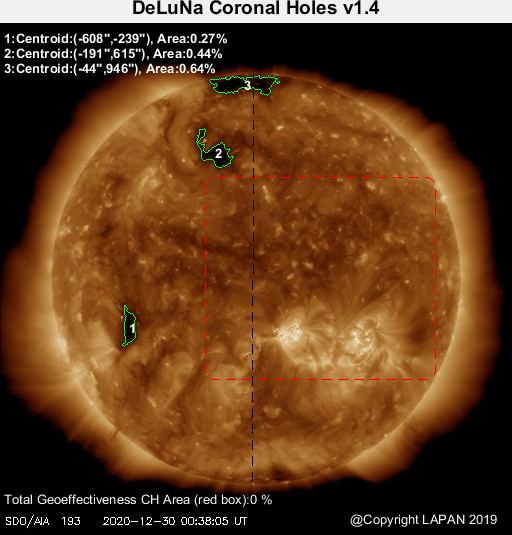 DeLuNa Coronal Holes v1.4
1:Centroid:(-608",-239"), Area:0.27%
2:Centroid:(-191",615"), Area:0.44%
3:Centroid:(-44",946"), Area:0.64%
3
2
1
Total Geoeffectiveness CH Area (red box):0 %
SDO/AIA 193 2020-12-30 00:38:05 UT
@Copyright LAPAN 2019